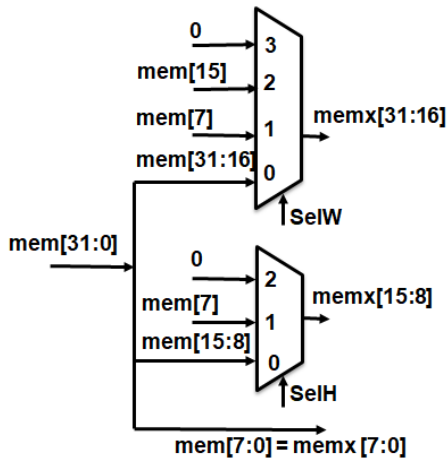 0
3
mem[15]
2
mem[7]
1
memx[31:16]
mem[31:16]
0
SelW
mem[31:0]
0
2
memx[15:8]
mem[7]
1
mem[15:8]
0
SelH
mem[7:0] = memx [7:0]